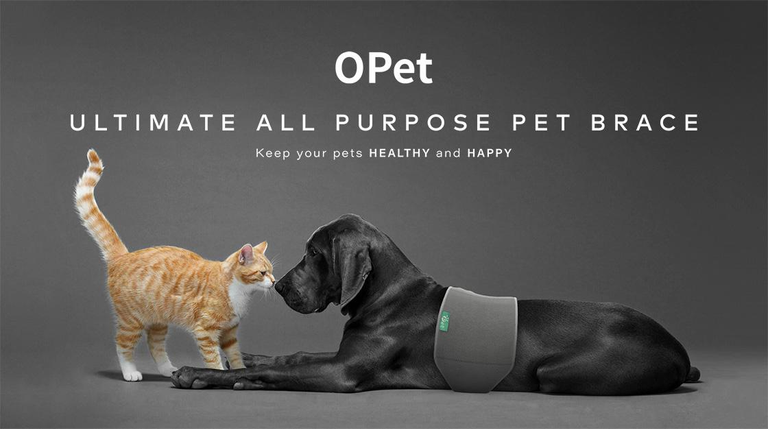 OPet
ULTIMATE ALL PURPOSE PET BRACE
Keep your pets HEALTHY and HAPPY